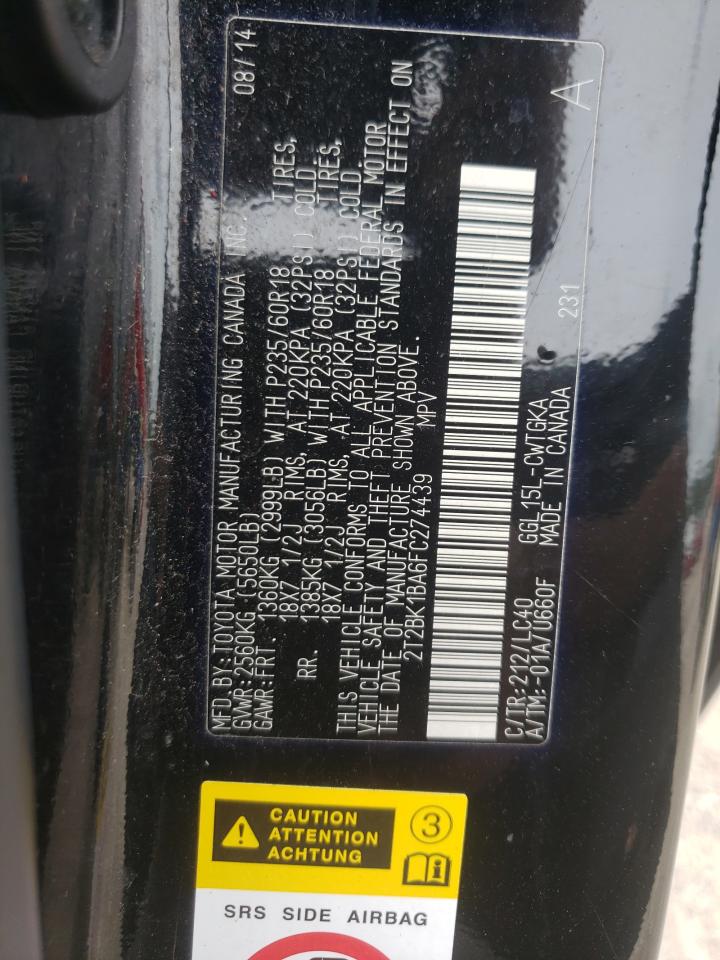 MFD BY:TOYOTA MOTOR MANUFACTURING CANADA INC. 08/14
GVWR:2560KG (5650LB)
GAWR:FRT. 1360KG (2999LB) WITH P235/60R18 TIRES,
18X7 1/2J RIMS, AT 220KPA (32PSI) COLD.
RR. 1385KG (3056LB) WITH P235/60R18 TIRES,
18X7 1/2J RIMS, AT 220KPA (32PSI) COLD.
THIS VEHICLE CONFORMS TO ALL APPLICABLE FEDERAL MOTOR
VEHICLE SAFETY AND THEFT PREVENTION STANDARDS IN EFFECT ON
THE DATE OF MANUFACTURE SHOWN ABOVE.
2T2BK1BA6FC274439 MPV
C/TR:212/LC40 GGL15L-CWTGKA 231 A
A/TM:-01A/U660F MADE IN CANADA
CAUTION
ATTENTION
ACHTUNG
3
SRS SIDE AIRBAG